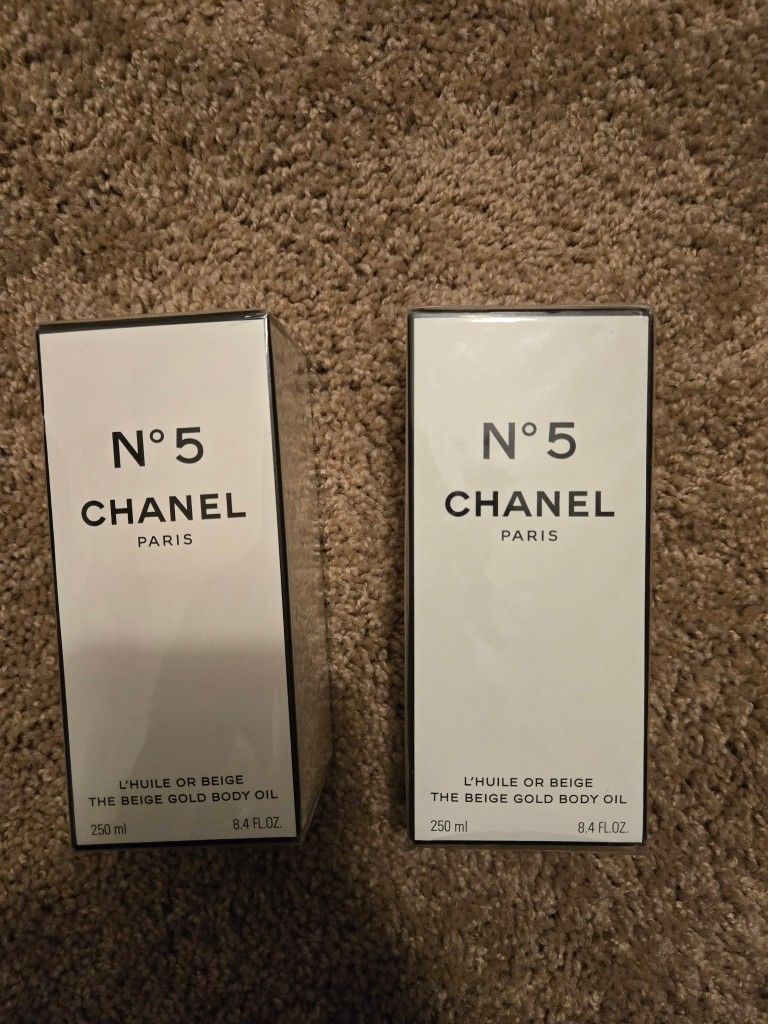 N° 5
CHANEL
PARIS
L'HUILE OR BEIGE
THE BEIGE GOLD BODY OIL
250 ml 8.4 FL.OZ.
N° 5
CHANEL
PARIS
L'HUILE OR BEIGE
THE BEIGE GOLD BODY OIL
250 ml 8.4 FL.OZ.